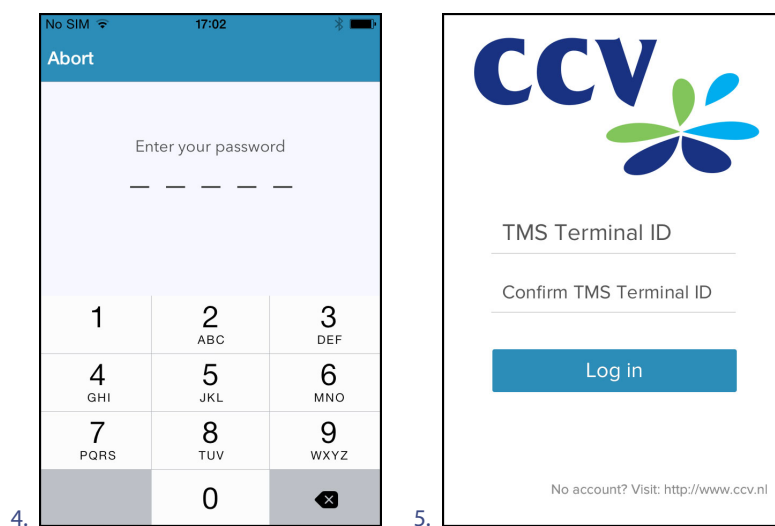 No SIM 17:02
Abort
Enter your password
1 2 3
ABC DEF
4 5 6
GHI JKL MNO
7 8 9
PQRS TUV WXYZ
0
4.
CCV
TMS Terminal ID
Confirm TMS Terminal ID
Log in
No account? Visit: http://www.ccv.nl
5.